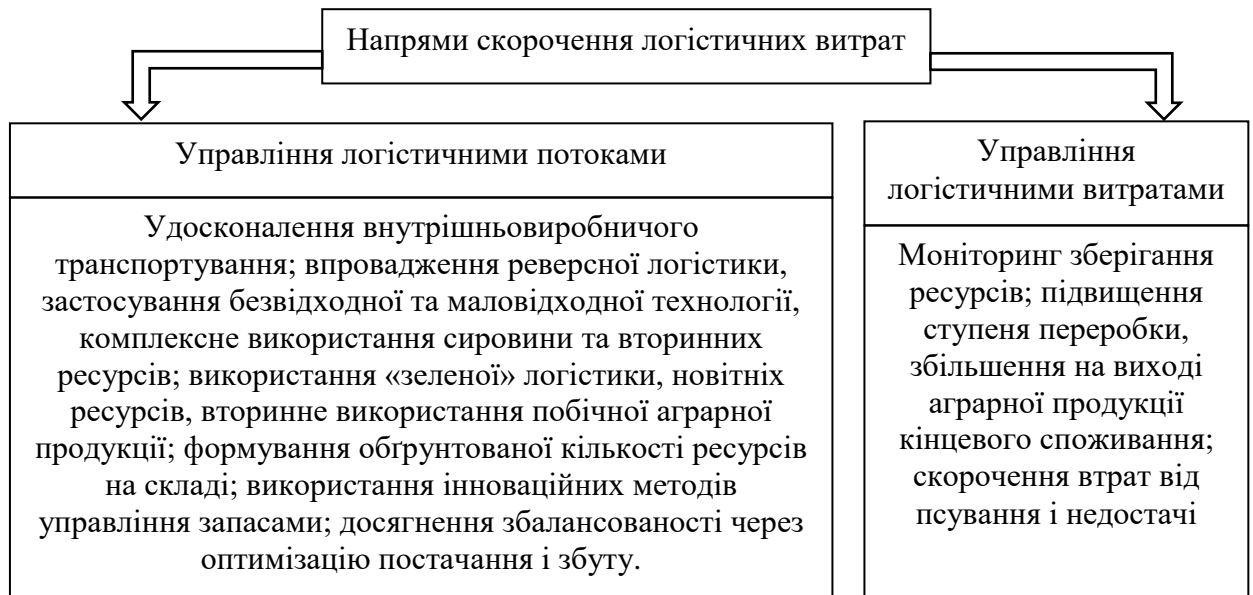 Напрями скорочення логістичних витрат
Управління логістичними потоками
Удосконалення внутрішньовиробничого
транспортування; впровадження реверсної логістики,
застосування безвідходної та маловідходної технології,
комплексне використання сировини та вторинних
ресурсів; використання «зеленої» логістики, новітніх
ресурсів, вторинне використання побічної аграрної
продукції; формування обґрунтованої кількості ресурсів
на складі; використання інноваційних методів
управління запасами; досягнення збалансованості через
оптимізацію постачання і збуту.
Управління
логістичними витратами
Моніторинг зберігання
ресурсів; підвищення
ступеня переробки,
збільшення на виході
аграрної продукції
кінцевого споживання;
скорочення втрат від
псування і недостачі